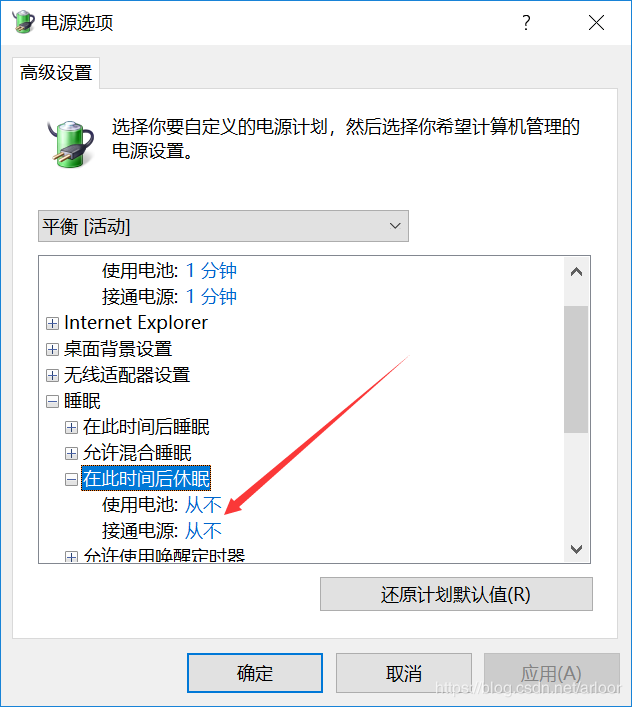 电源选项
高级设置
选择你要自定义的电源计划，然后选择你希望计算机管理的
电源设置。
平衡 [活动]
使用电池: 1 分钟
接通电源: 1 分钟
Internet Explorer
桌面背景设置
无线适配器设置
睡眠
在此时间后睡眠
允许混合睡眠
在此时间后休眠
使用电池: 从不
接通电源: 从不
允许使用唤醒定时器
还原计划默认值(R)
确定
取消
应用(A)
https://blog.csdn.net/arloor